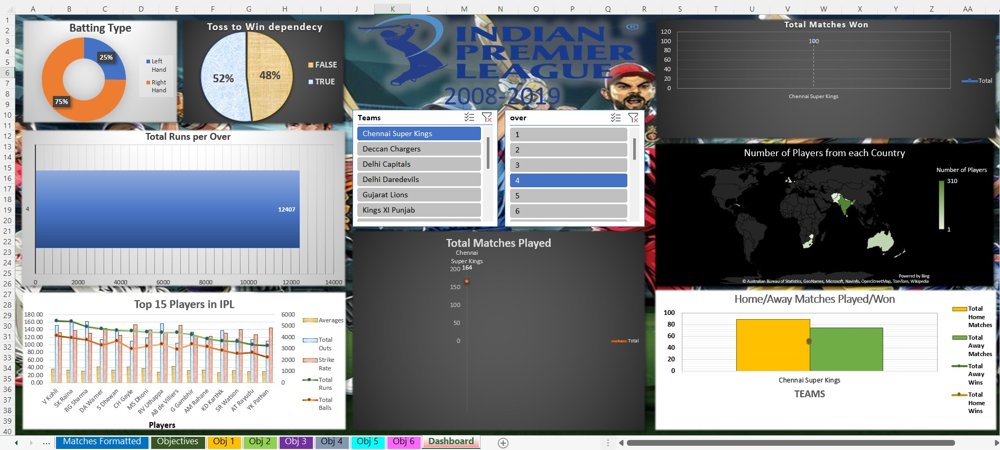 A B C D E F G H I J K L M N O P Q R S T U V W X Y Z AA
1
2
3
4
5
6
7
8
9
10
11
12
13
14
15
16
17
18
19
20
21
22
23
24
25
26
27
28
29
30
31
32
33
34
35
36
37
38
39
40
Batting Type
25%
75%
Left
Hand
Right
Hand
Toss to Win dependecy
52%
48%
FALSE
TRUE
INDIAN ®
PREMIER
LEAGUE
2008-2019
Total Matches Won
120
100
80
60
40
20
0
100
Chennai Super Kings
Total
Total Runs per Over
4
12407
0 2000 4000 6000 8000 10000 12000 14000
Teams
Chennai Super Kings
Deccan Chargers
Delhi Capitals
Delhi Daredevils
Gujarat Lions
Kings XI Punjab
over
1
2
3
4
5
6
Number of Players from each Country
Number of Players
310
1
Powered by Bing
© Australian Bureau of Statistics, GeoNames, Microsoft, Navinfo, OpenStreetMap, TomTom, Wikipedia
Total Matches Played
Chennai
Super Kings
200
164
150
100
50
0
Total
Top 15 Players in IPL
180.00
160.00
140.00
120.00
100.00
80.00
60.00
40.00
20.00
0.00
6000
5000
4000
3000
2000
1000
0
V Kohli
SK Raina
RG Sharma
DA Warner
S Dhawan
CH Gayle
MS Dhoni
RV Uthappa
AB de Villiers
G Gambhir
AM Rahane
KD Karthik
SR Watson
AT Rayudu
YK Pathan
Players
Averages
Total
Outs
Strike
Rate
Total
Runs
Total
Balls
Home/Away Matches Played/Won
100
80
60
40
20
0
Chennai Super Kings
TEAMS
Total
Home
Matches
Total
Away
Matches
Total
Away
Wins
Total
Home
Wins
... Matches Formatted Objectives Obj 1 Obj 2 Obj 3 Obj 4 Obj 5 Obj 6 Dashboard